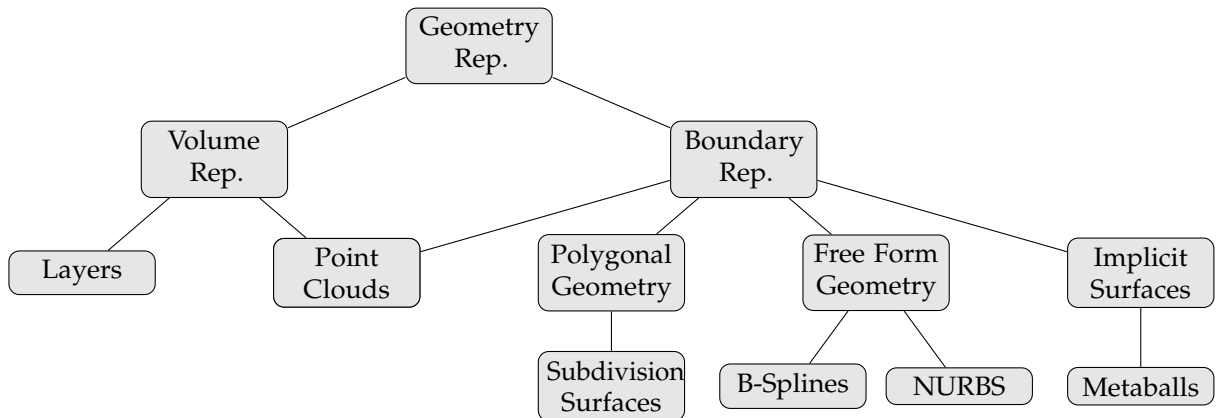 Geometry
Rep.
Volume
Rep.
Boundary
Rep.
Layers
Point
Clouds
Polygonal
Geometry
Free Form
Geometry
Implicit
Surfaces
Subdivision
Surfaces
B-Splines
NURBS
Metaballs